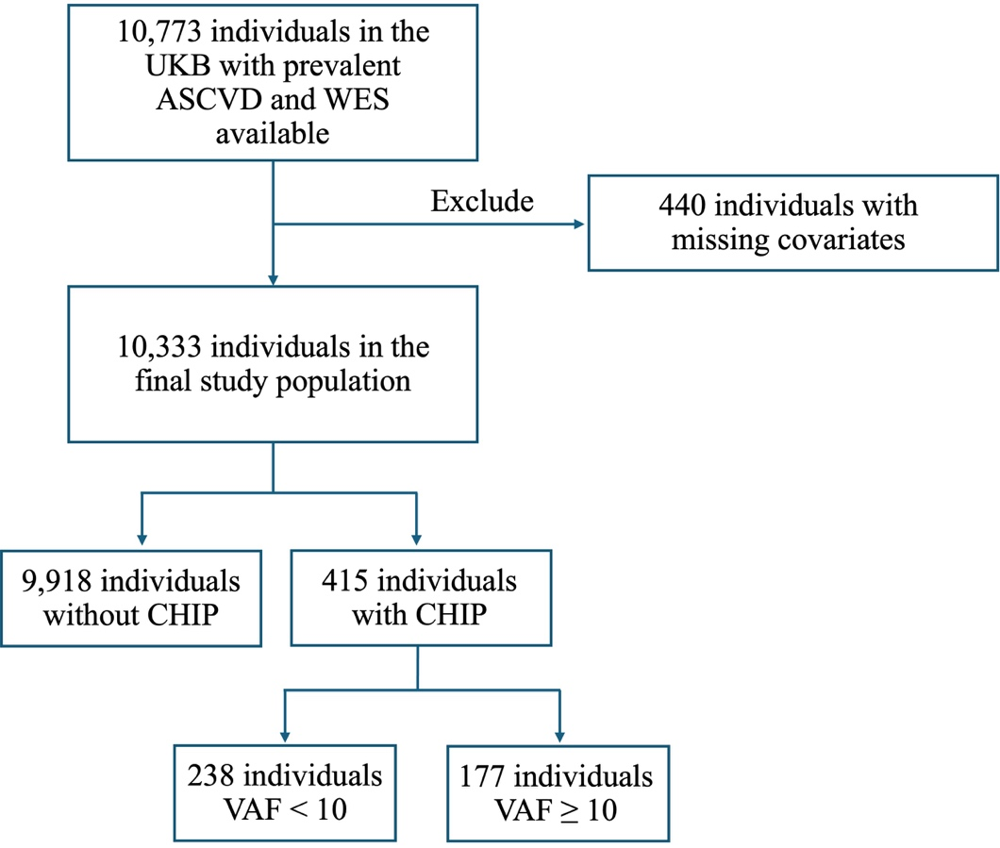 10,773 individuals in the
UKB with prevalent
ASCVD and WES
available
Exclude
440 individuals with
missing covariates
10,333 individuals in the
final study population
9,918 individuals
without CHIP
415 individuals
with CHIP
238 individuals
VAF < 10
177 individuals
VAF ≥ 10